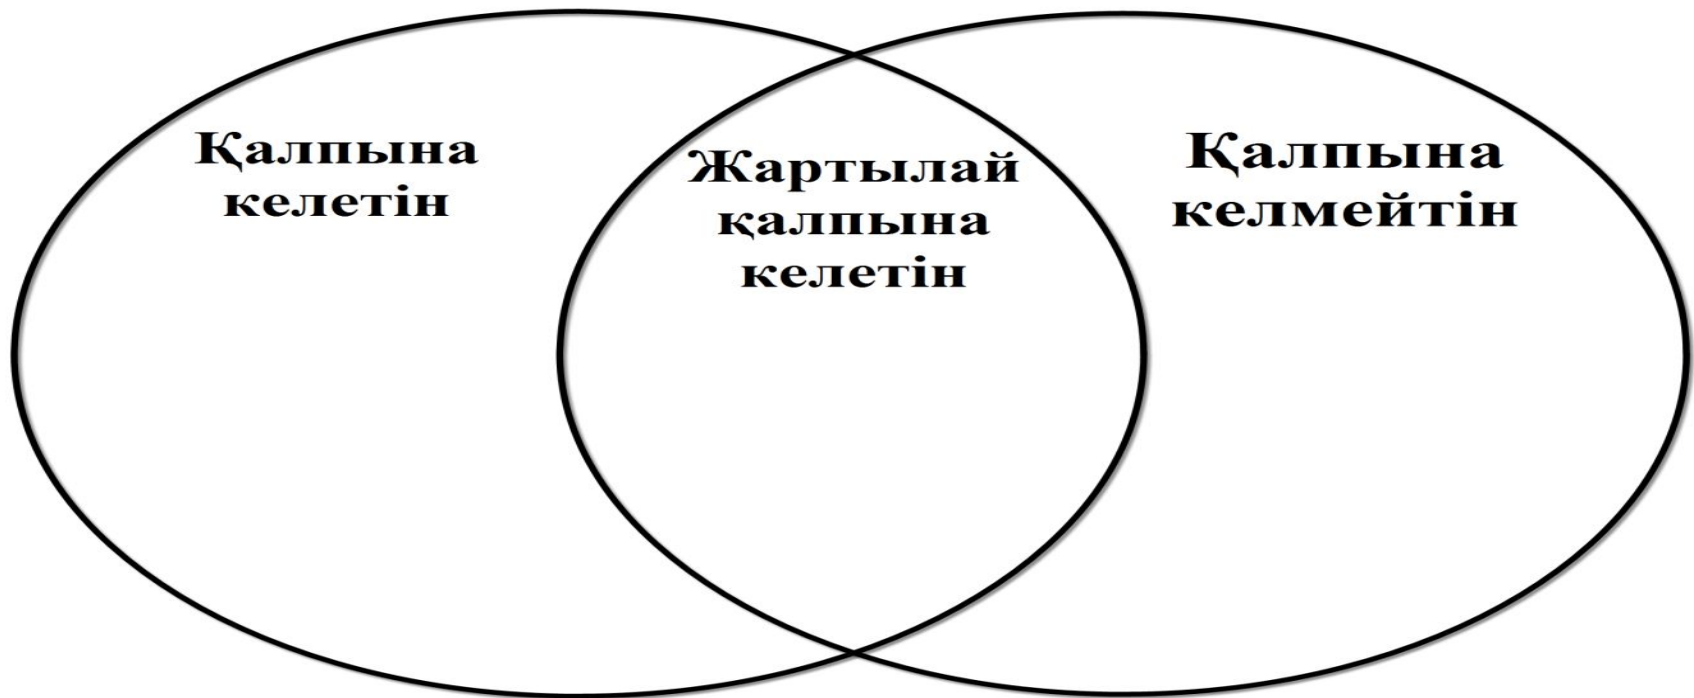 Қалпына
келетін
Жартылай
қалпына
келетін
Қалпына
келмейтін